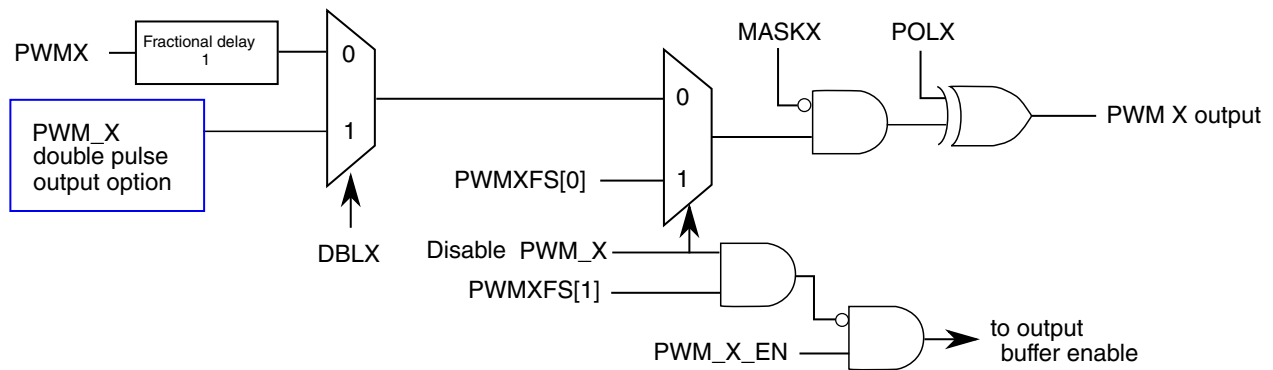 PWMX
Fractional delay
1
0
1
PWM_X
double pulse
output option
DBLX
0
1
PWMXFS[0]
MASKX
POLX
PWM X output
Disable PWM_X
PWMXFS[1]
PWM_X_EN
to output
buffer enable